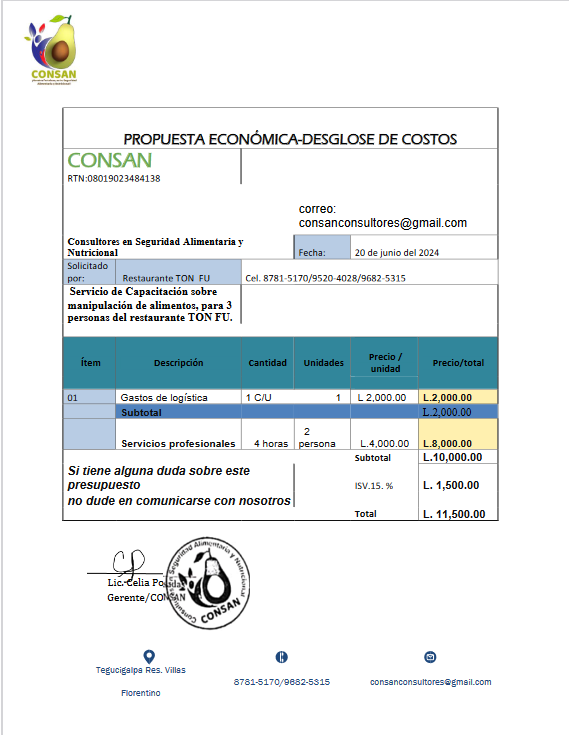 CONSAN
PROPUESTA ECONÓMICA-DESGLOSE DE COSTOS
CONSAN
RTN:08019023484138
correo:
consanconsultores@gmail.com
Consultores en Seguridad Alimentaria y
Nutricional
Fecha: 20 de junio del 2024
Solicitado
por: Restaurante TON FU Cel. 8781-5170/9520-4028/9682-5315
Servicio de Capacitación sobre
manipulación de alimentos, para 3
personas del restaurante TON FU.
Ítem Descripción Cantidad Unidades Precio / unidad Precio/total
01 Gastos de logística 1 C/U 1 L 2,000.00 L.2,000.00
Subtotal L.2,000.00
Servicios profesionales 4 horas 2 persona L.4,000.00 L.8,000.00
Subtotal L.10,000.00
Si tiene alguna duda sobre este
presupuesto
no dude en comunicarse con nosotros
ISV.15. % L. 1,500.00
Total L. 11,500.00
Lic. Celia
Gerente/CONSAN
Consultores en Seguridad Alimentaria y Nutricional
CONSAN
Tegucigalpa Res. Villas
Florentino
8781-5170/9682-5315
consanconsultores@gmail.com